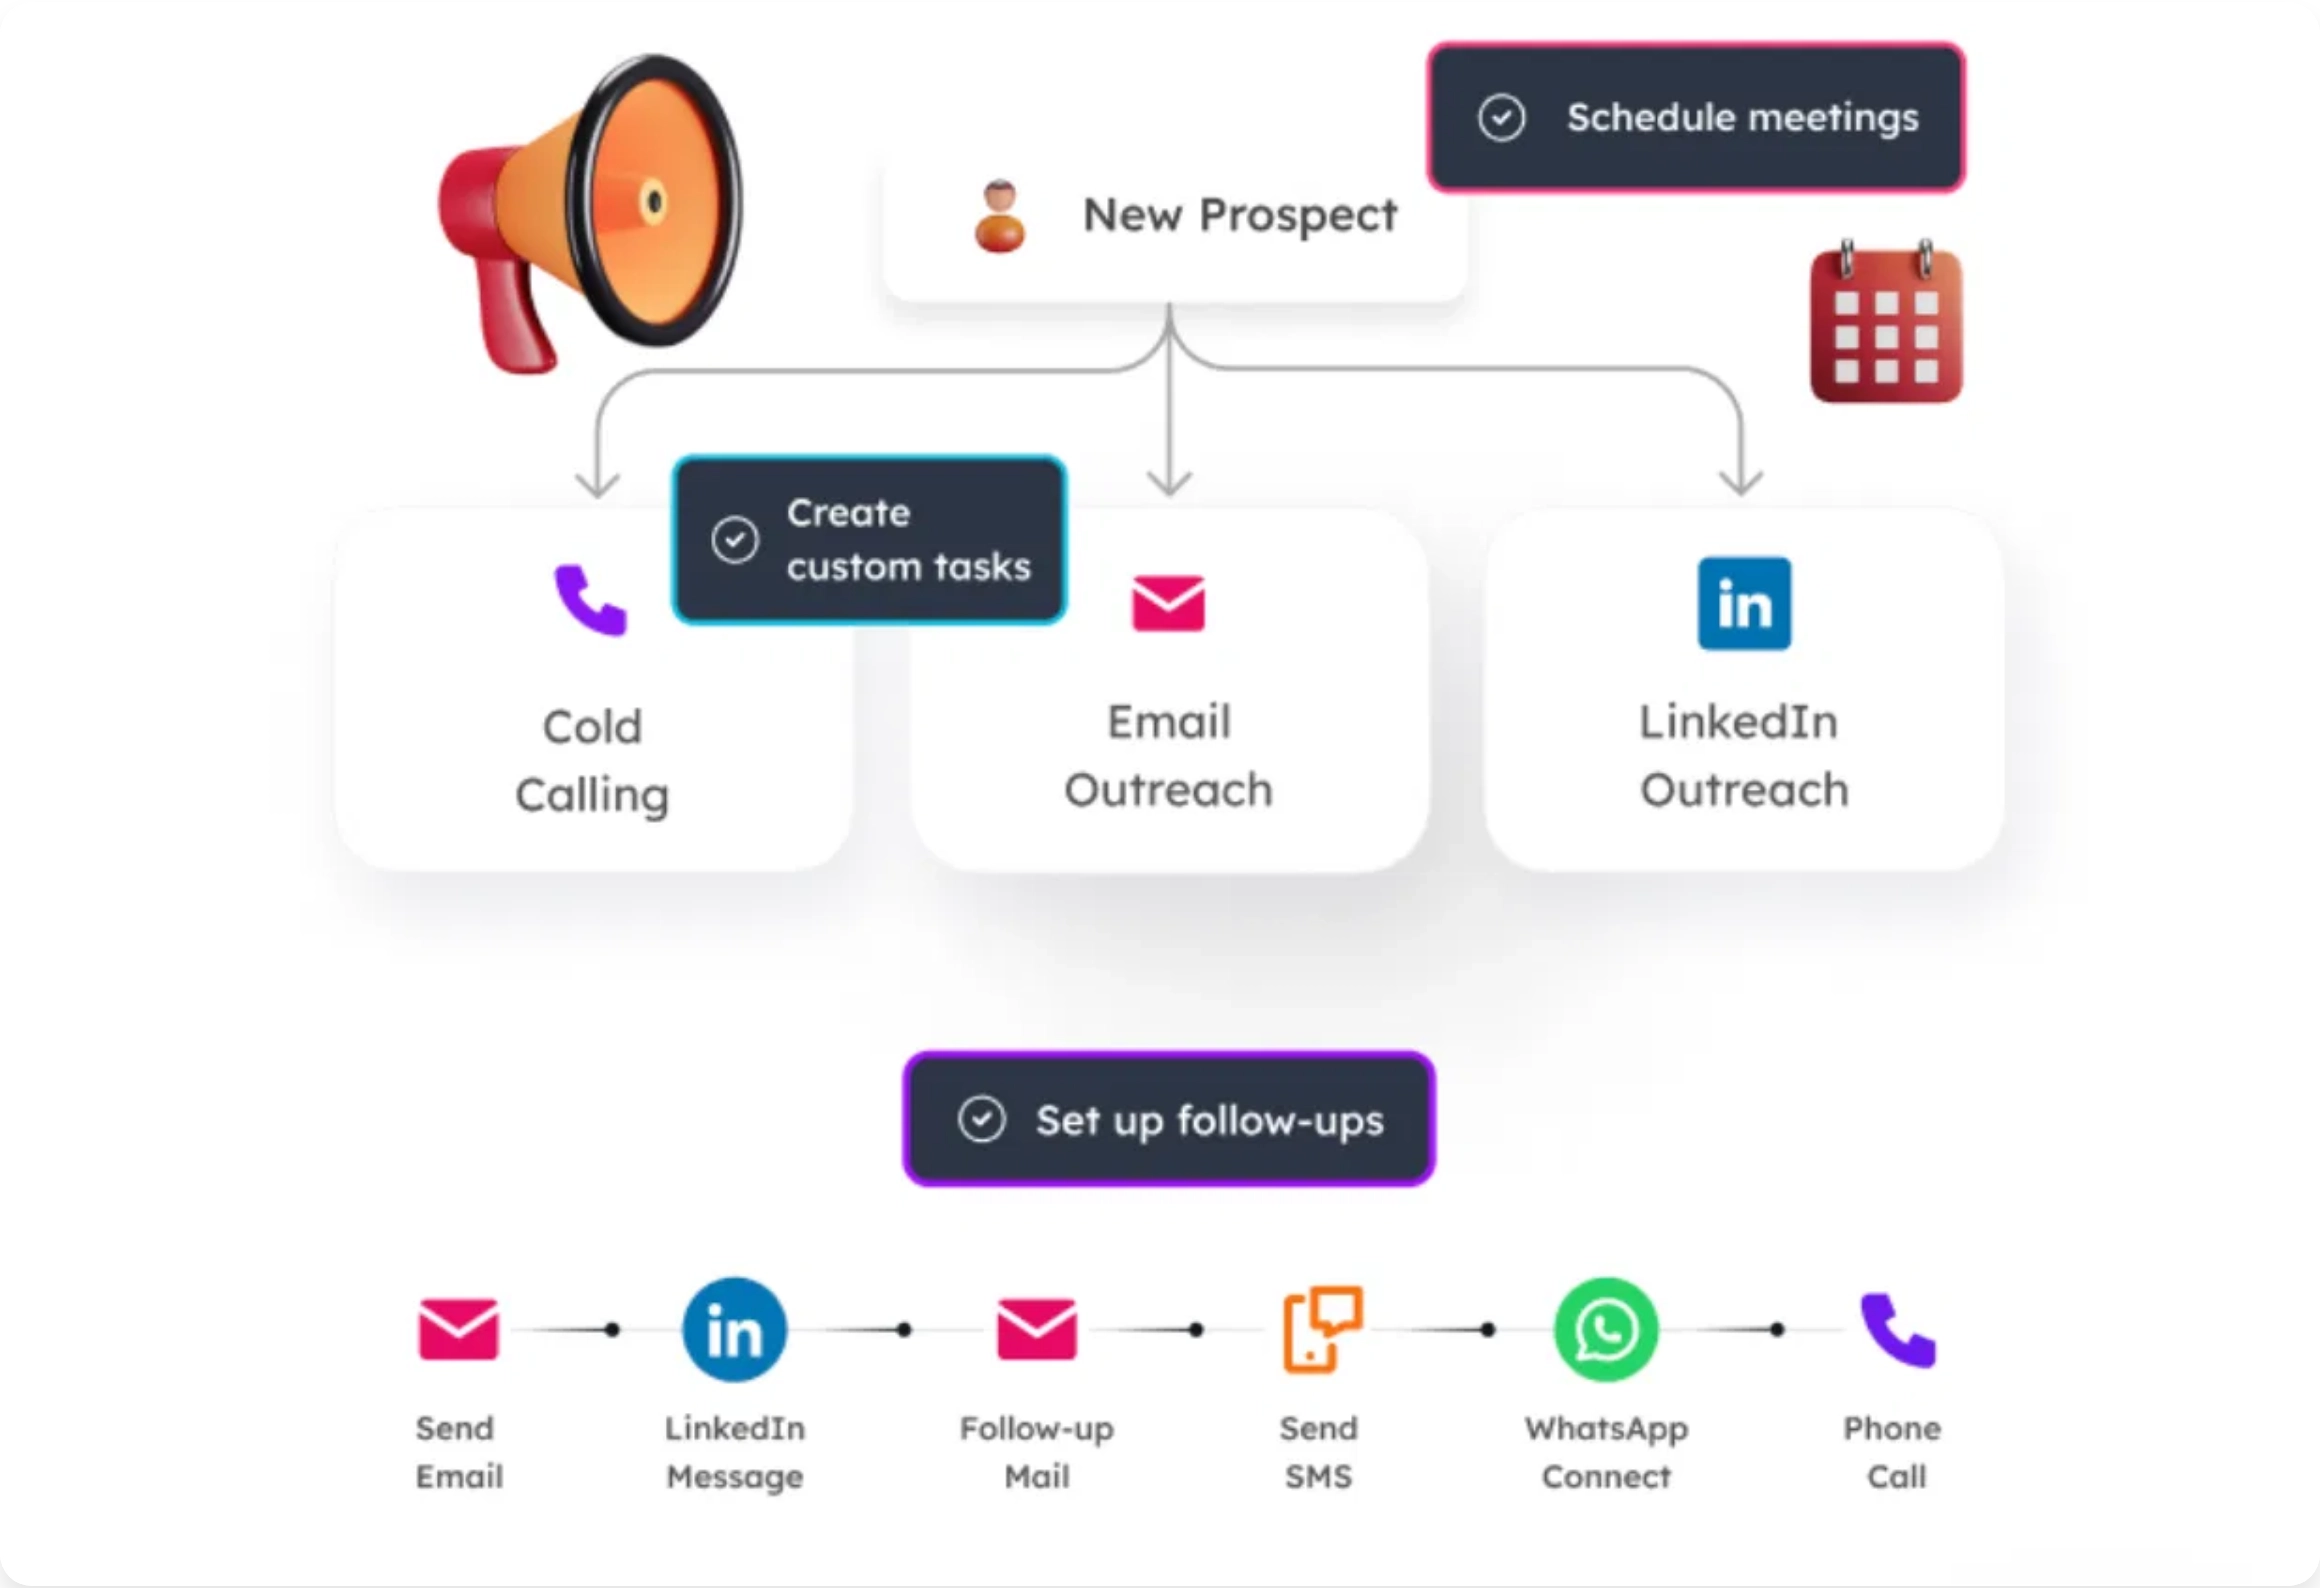 Schedule meetings
New Prospect
Create
custom tasks
Cold
Calling
Email
Outreach
in
LinkedIn
Outreach
Set up follow-ups
in
Send
Email
LinkedIn
Message
Follow-up
Mail
Send
SMS
WhatsApp
Connect
Phone
Call